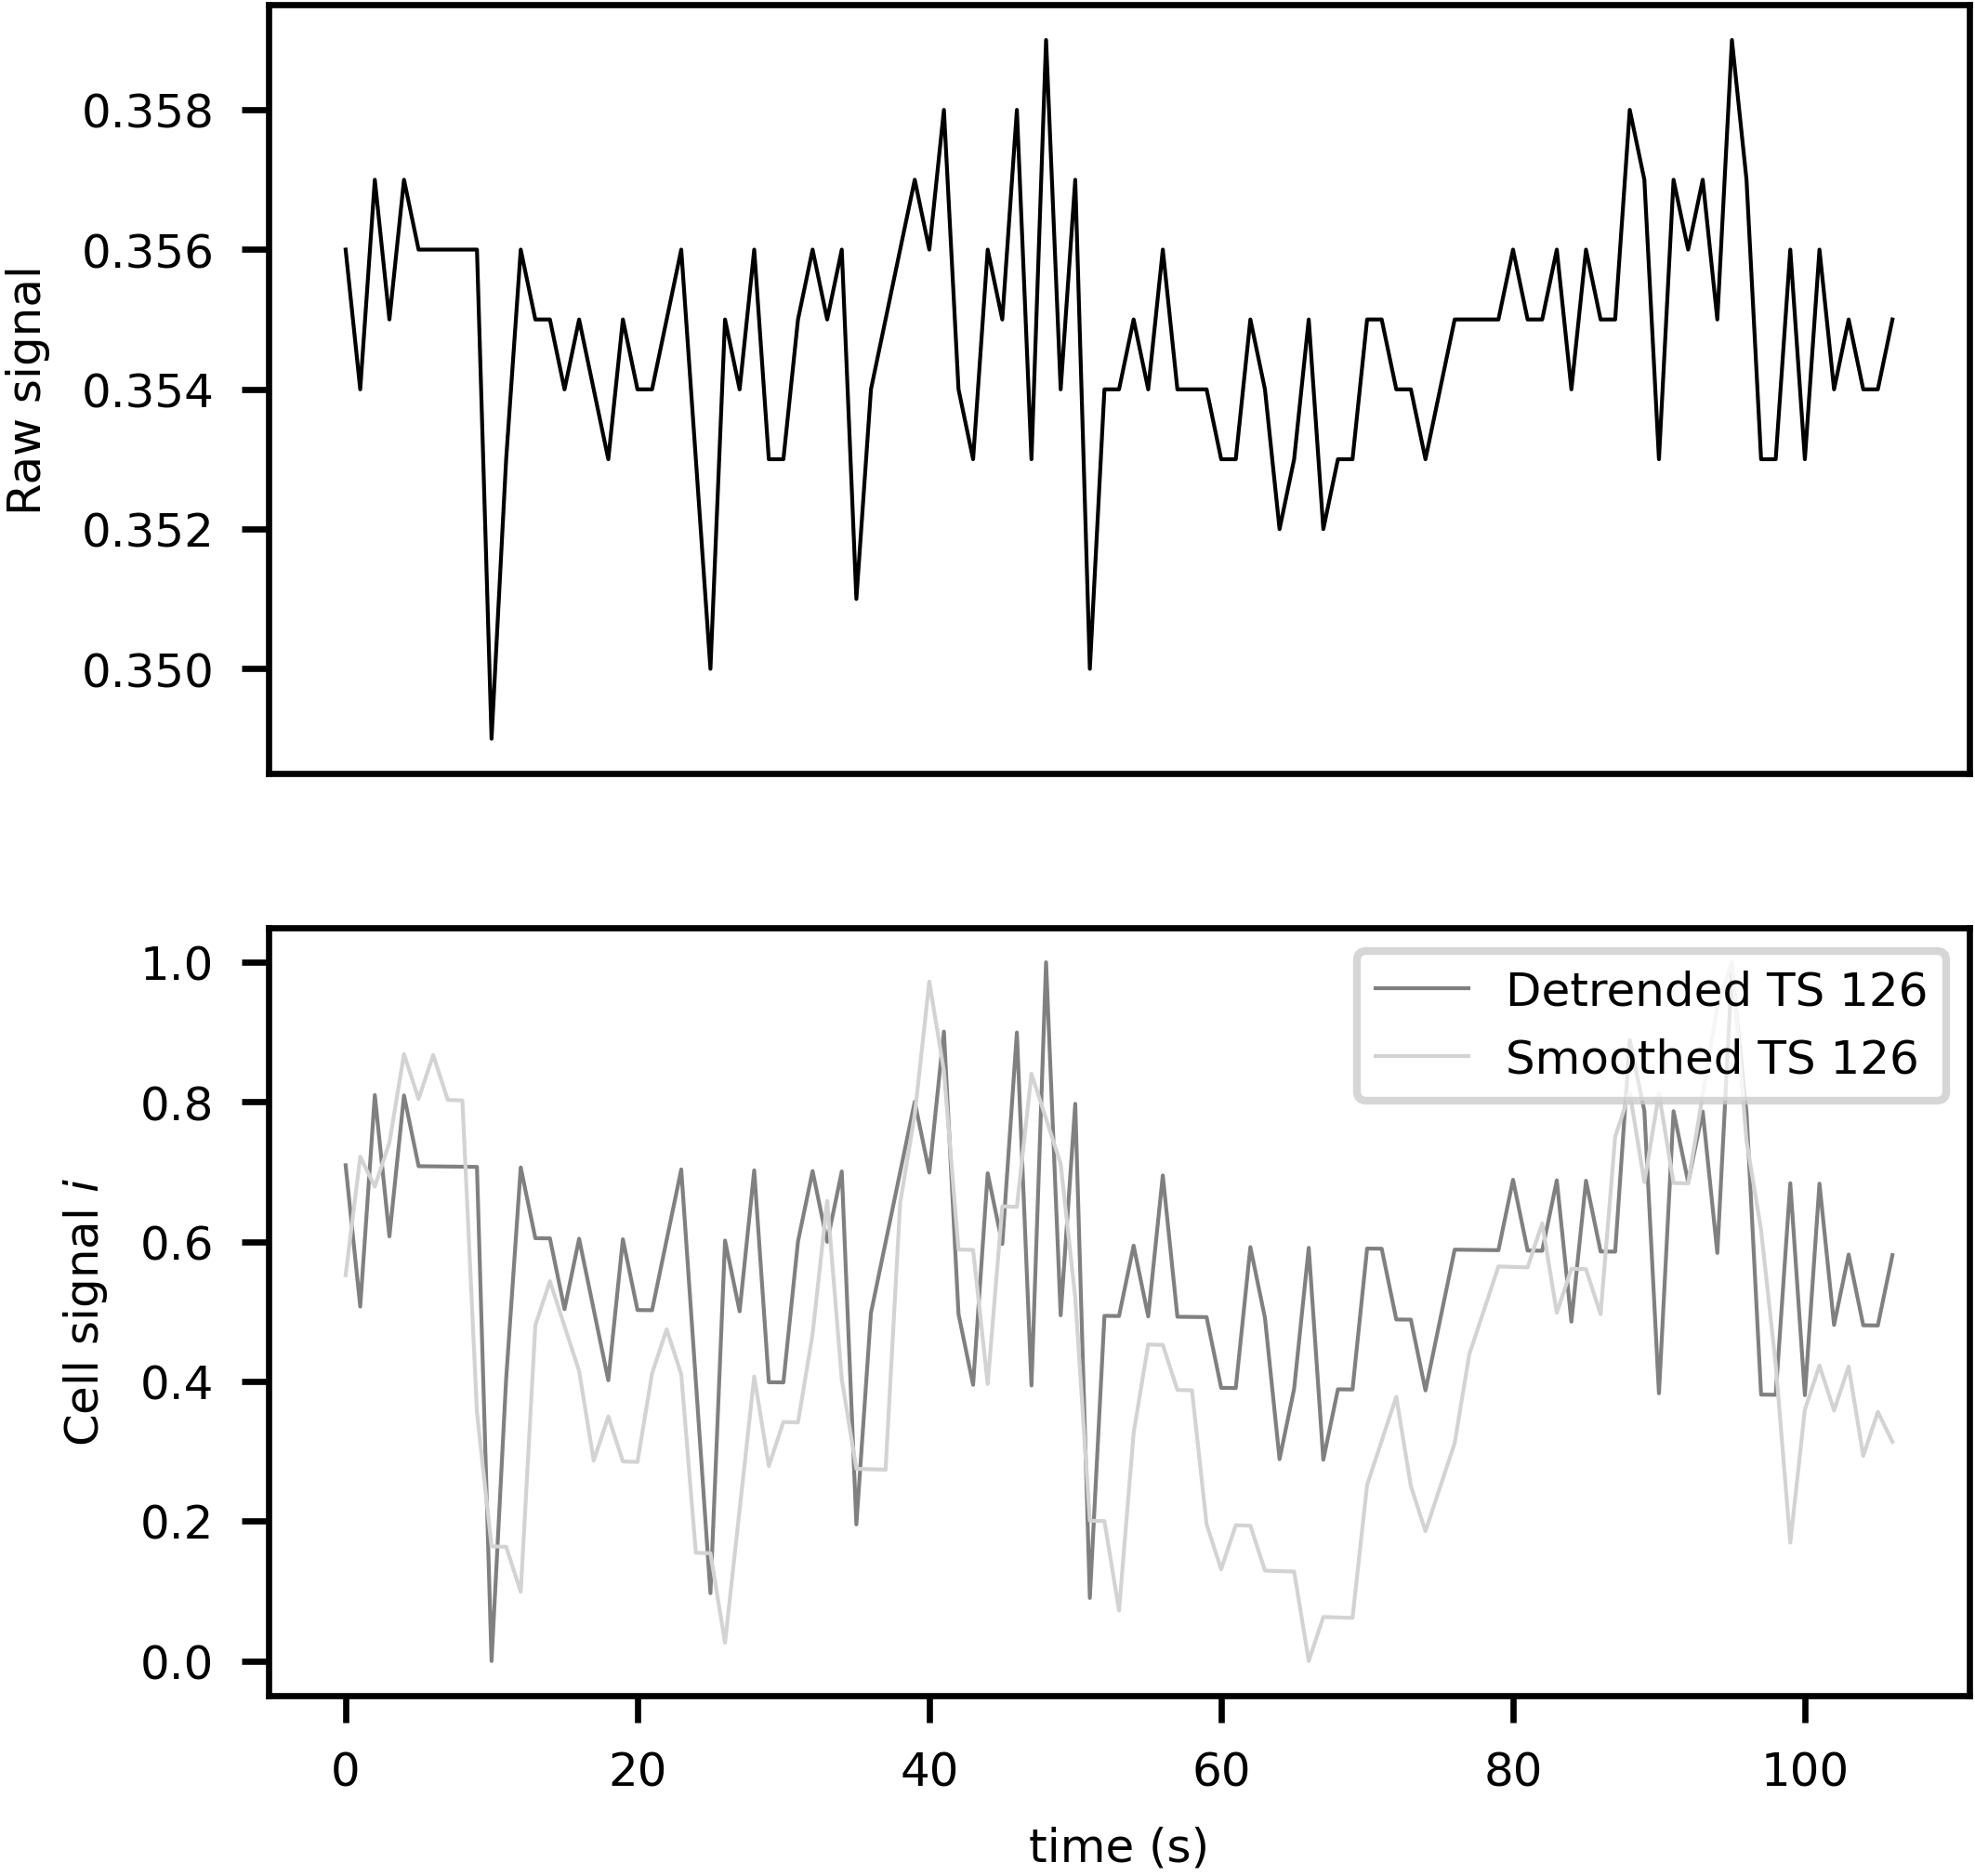 0.358
0.356
0.354
0.352
0.350
Raw signal
1.0
0.8
0.6
0.4
0.2
0.0
Cell signal i
Detrended TS 126
Smoothed TS 126
0 20 40 60 80 100
time (s)